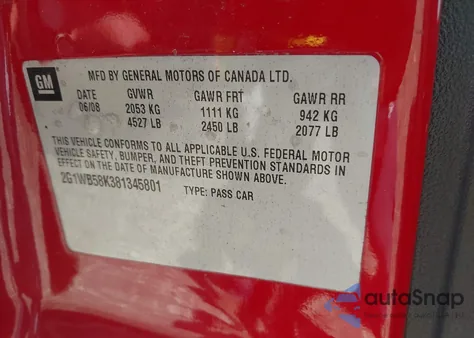 GM
MFD BY GENERAL MOTORS OF CANADA LTD.
DATE GVWR GAWR FRT GAWR RR
06/08 2053 KG 1111 KG 942 KG
4527 LB 2450 LB 2077 LB
THIS VEHICLE CONFORMS TO ALL APPLICABLE U.S. FEDERAL MOTOR
VEHICLE SAFETY, BUMPER, AND THEFT PREVENTION STANDARDS IN
EFFECT ON THE DATE OF MANUFACTURE SHOWN ABOVE.
2G1WB58K381345801 TYPE: PASS CAR
autoSnap